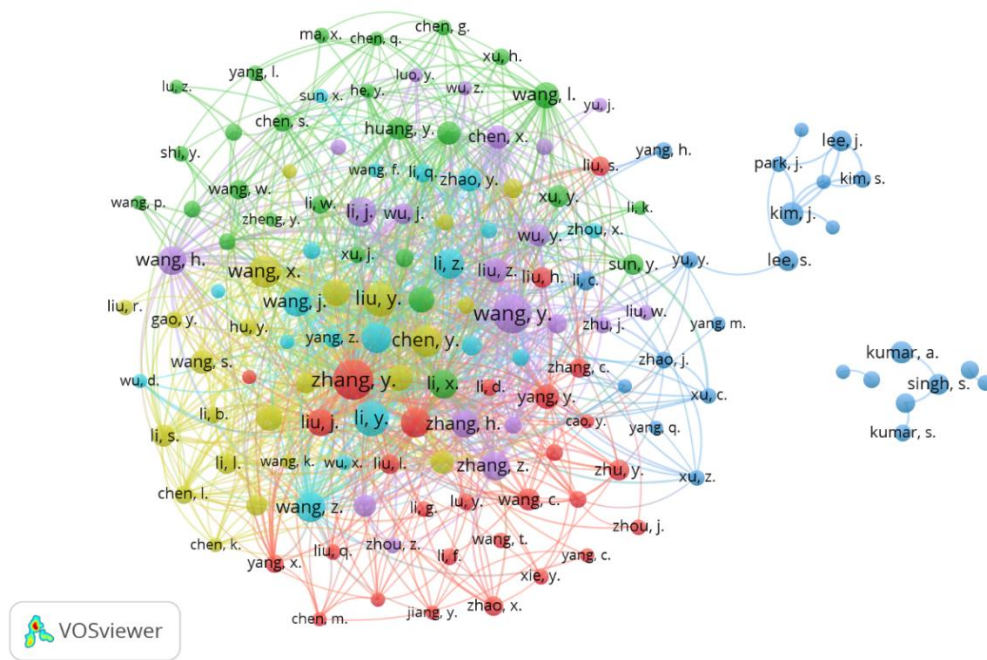 chen, g.
ma, x.
chen, q.
xu, h.
luo, y.
yang, l.
wu, z.
lu, z.
he, y.
sun, x.
wang, l.
yu, j.
chen, s.
huang, y.
chen, x.
lee, j.
yang, h.
shi, y.
liu, s.
park, j.
wang, f.
li, q.
zhao, y.
kim, s.
wang, w.
wang, p.
li, w.
xu, y.
li, k.
li, j.
wu, j.
kim, j.
zheng, y.
wu, y.
zhou, x.
xu, j.
wang, h.
li, z.
sun, y.
yu, y.
lee, s.
wang, x.
liu, z.
liu, h.
li, c.
liu, r.
wang, j.
liu, y.
liu, w.
gao, y.
hu, y.
wang, y.
zhu, j.
yang, m.
yang, z.
chen, y.
kumar, a.
wang, s.
zhao, j.
zhang, c.
wu, d.
zhang, y.
li, x.
li, d.
singh, s.
yang, y.
xu, c.
li, b.
liu, j.
li, y.
zhang, h.
cao, y.
yang, q.
kumar, s.
li, s.
li, l.
wang, k.
wu, x.
liu, l.
zhang, z.
zhu, y.
xu, z.
chen, l.
wang, z.
li, g.
lu, y.
wang, c.
zhou, j.
chen, k.
liu, q.
zhou, z.
wang, t.
yang, x.
li, f.
yang, c.
xie, y.
chen, m.
jiang, y.
zhao, x.
VOSviewer